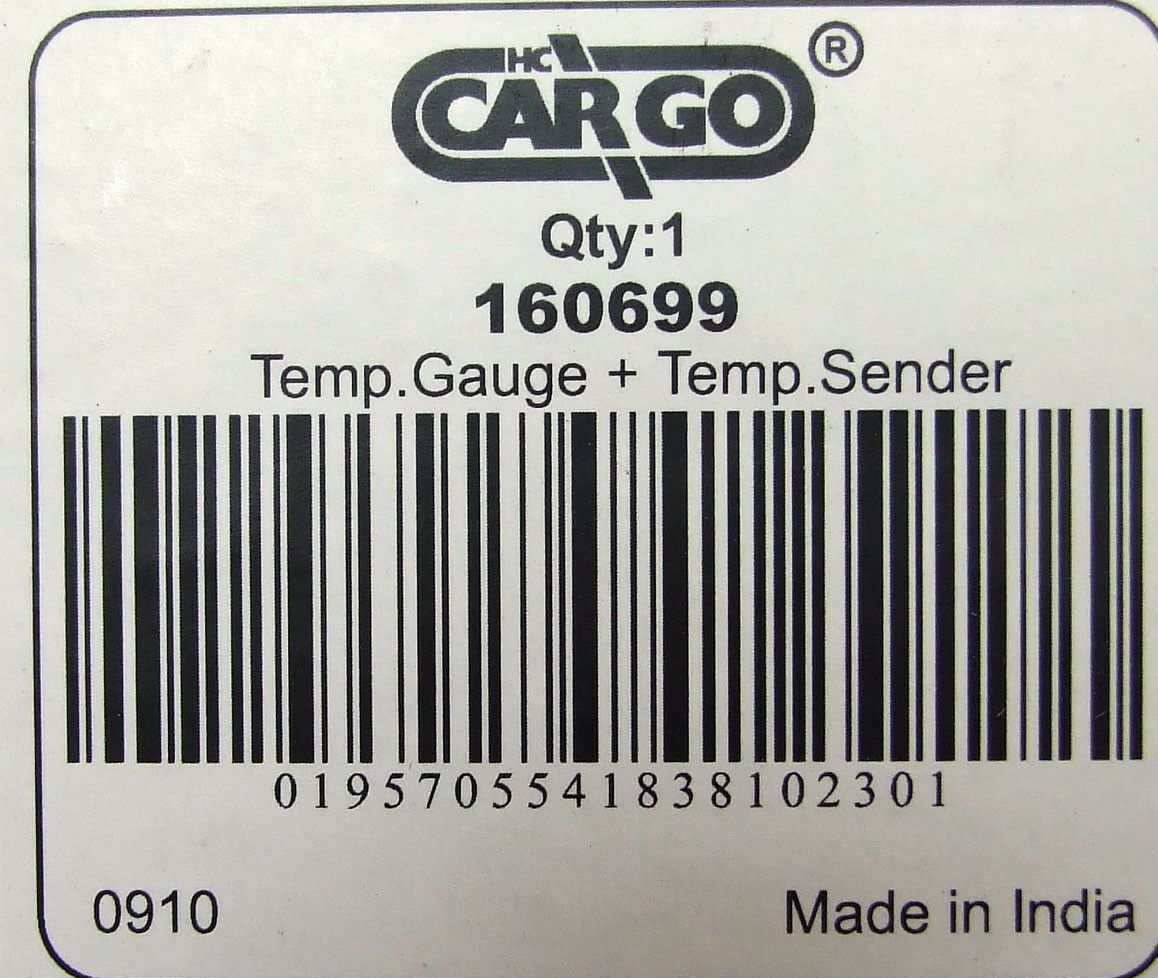 HC
CARGO ®
Qty:1
160699
Temp.Gauge + Temp.Sender
0195705541838102301
0910
Made in India